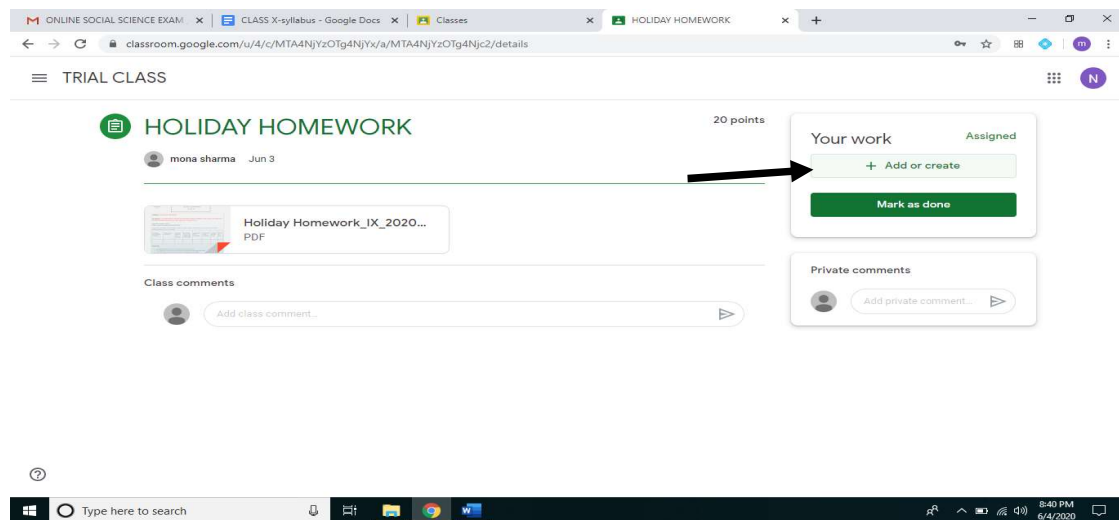 ONLINE SOCIAL SCIENCE EXAM
CLASS X-syllabus - Google Docs
Classes
HOLIDAY HOMEWORK
classroom.google.com/u/4/c/MTA4NjYzOTg4NjYx/a/MTA4NjYzOTg4Njc2/details
m
TRIAL CLASS
N
HOLIDAY HOMEWORK
20 points
mona sharma Jun 3
Holiday Homework_IX_2020...
PDF
Class comments
Add class comment...
Your work
Assigned
+ Add or create
Mark as done
Private comments
Add private comment...
Type here to search
8:40 PM
6/4/2020